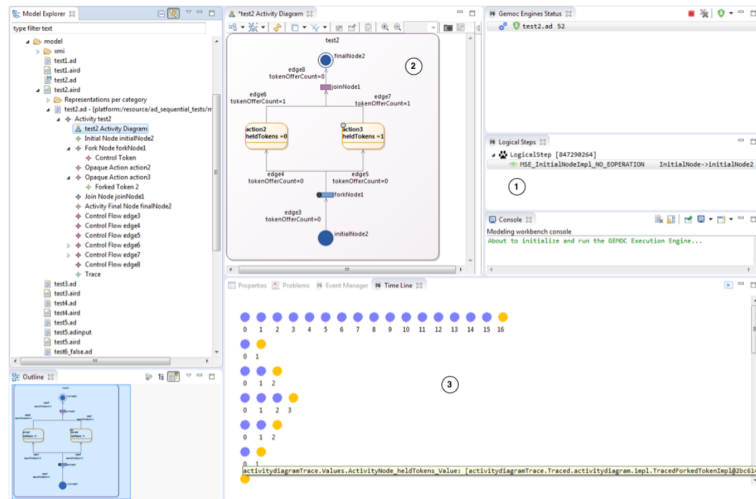 Model Explorer
type filter text
model
xmi
test1.ad
test1.aird
test2.ad
test2.aird
Representations per category
test2.ad - [platform:/resource/ad_sequential_tests/m
Activity test2
test2 Activity Diagram
Initial Node initialNode2
Fork Node forkNode1
Control Token
Opaque Action action2
Opaque Action action3
Forked Token 2
Join Node joinNode1
Activity Final Node finalNode2
Control Flow edge3
Control Flow edge4
Control Flow edge5
Control Flow edge6
Control Flow edge7
Control Flow edge8
Trace
test3.ad
test3.aird
test4.ad
test4.aird
test5.ad
test5.adinput
test5.aird
test6_false.ad
Outline
*test2 Activity Diagram
test2
finalNode2
edge8
tokenOfferCount=0
2
joinNode1
edge6
tokenOfferCount=1
edge7
tokenOfferCount=1
action2
heldTokens =0
action3
heldTokens =1
edge4
tokenOfferCount=0
edge5
tokenOfferCount=0
forkNode1
edge3
tokenOfferCount=0
initialNode2
Gemoc Engines Status
test2.ad 52
Logical Steps
LogicalStep [847290264]
MSE_InitialNodeImpl_NO_EOPERATION InitialNode->initialNode2
1
Console
Modeling workbench console
About to initialize and run the GEMOC Execution Engine...
Properties Problems Event Manager Time Line
0 1 2 3 4 5 6 7 8 9 10 11 12 13 14 15 16
0 1
0 1 2
3
0 1 2 3
0 1 2
0 1
activitydiagramTrace.Values.ActivityNode_heldTokens_Value: [activitydiagramTrace.Traced.activitydiagram.impl.TracedForkedTokenImpl@2bc614